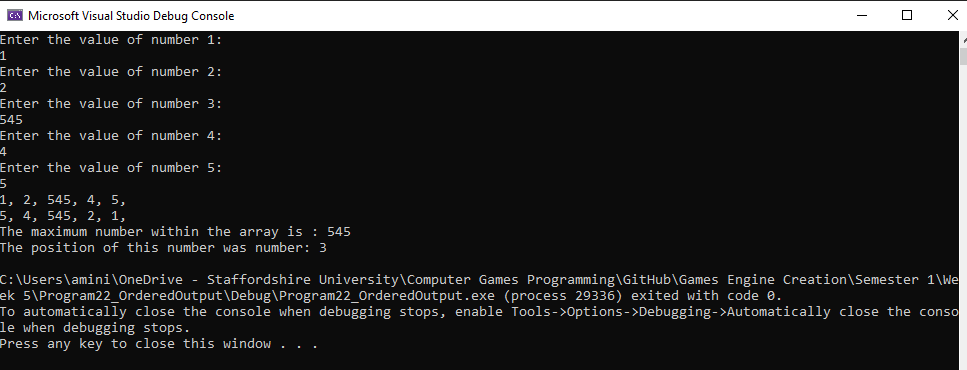 Microsoft Visual Studio Debug Console
Enter the value of number 1:
1
Enter the value of number 2:
2
Enter the value of number 3:
545
Enter the value of number 4:
4
Enter the value of number 5:
5
1, 2, 545, 4, 5,
5, 4, 545, 2, 1,
The maximum number within the array is : 545
The position of this number was number: 3
C:\Users\amini\OneDrive - Staffordshire University\Computer Games Programming\GitHub\Games Engine Creation\Semester 1\We
ek 5\Program22_OrderedOutput\Debug\Program22_OrderedOutput.exe (process 29336) exited with code 0.
To automatically close the console when debugging stops, enable Tools->Options->Debugging->Automatically close the conso
le when debugging stops.
Press any key to close this window . . .